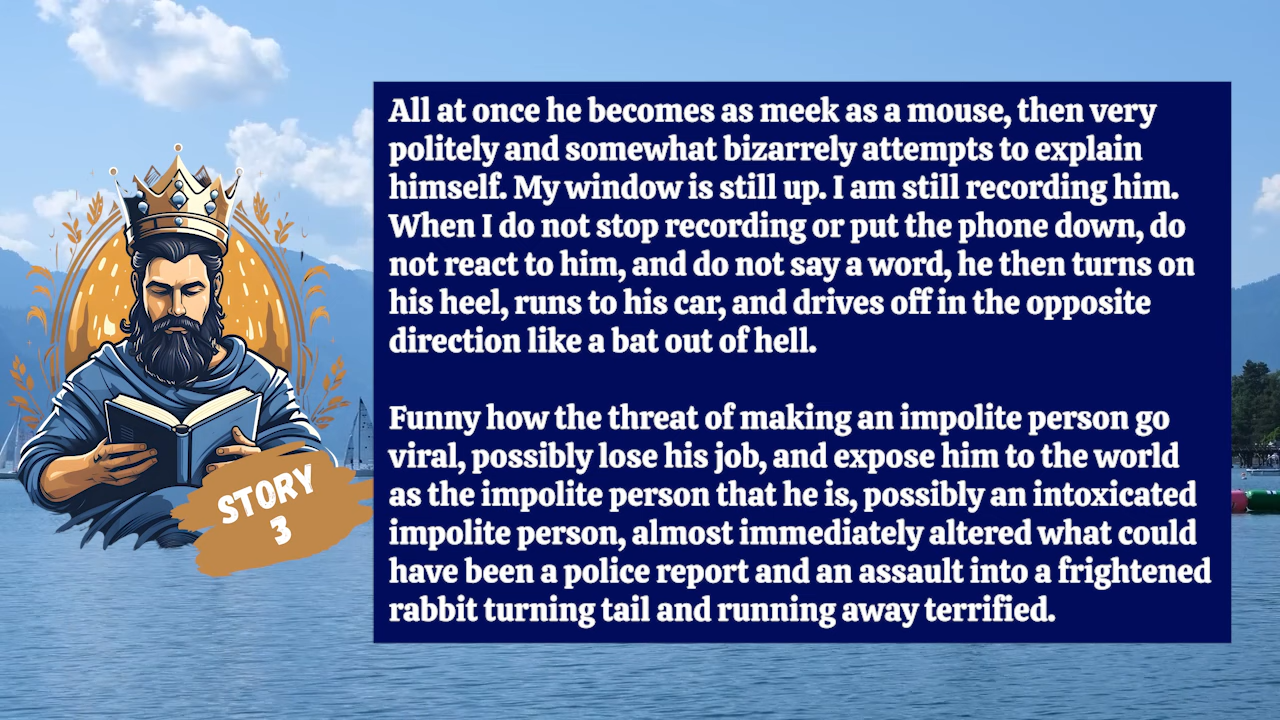 All at once he becomes as meek as a mouse, then very
politely and somewhat bizarrely attempts to explain
himself. My window is still up. I am still recording him.
When I do not stop recording or put the phone down, do
not react to him, and do not say a word, he then turns on
his heel, runs to his car, and drives off in the opposite
direction like a bat out of hell.

Funny how the threat of making an impolite person go
viral, possibly lose his job, and expose him to the world
as the impolite person that he is, possibly an intoxicated
impolite person, almost immediately altered what could
have been a police report and an assault into a frightened
rabbit turning tail and running away terrified.
STORY
3